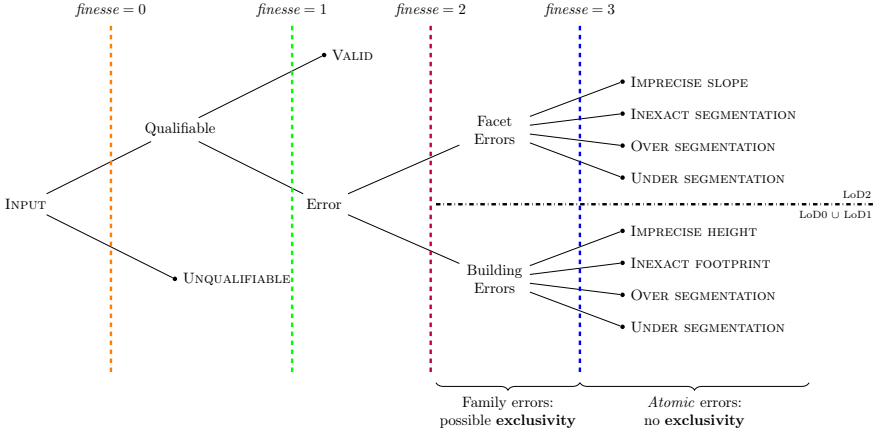 finesse = 0
finesse = 1
finesse = 2
finesse = 3
VALID
IMPRECISE SLOPE
INEXACT SEGMENTATION
Qualifiable
Facet
Errors
OVER SEGMENTATION
UNDER SEGMENTATION
LoD2
INPUT
Error
LoD0 ∪ LoD1
IMPRECISE HEIGHT
INEXACT FOOTPRINT
UNQUALIFIABLE
Building
Errors
OVER SEGMENTATION
UNDER SEGMENTATION
Family errors:
possible exclusivity
Atomic errors:
no exclusivity